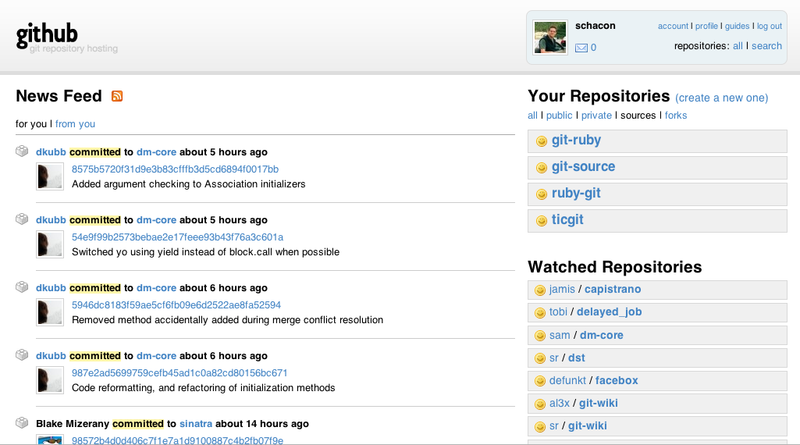 github
git repository hosting
schacon
account | profile | guides | log out
0
repositories: all | search
News Feed
for you | from you
dkubb committed to dm-core about 5 hours ago
8575b5720f31d9e3b83cfffb3d5cd6894f0017bb
Added argument checking to Association initializers
dkubb committed to dm-core about 5 hours ago
54e9f99b2573bebae2e17feee93b43f76a3c601a
Switched yo using yield instead of block.call when possible
dkubb committed to dm-core about 6 hours ago
5946dc8183f59ae5cf6fb09e6d2522ae8fa52594
Removed method accidentally added during merge conflict resolution
dkubb committed to dm-core about 6 hours ago
987e2ad5699759cefb45ad1c0a82cd80156bc671
Code reformatting, and refactoring of initialization methods
Blake Mizerany committed to sinatra about 14 hours ago
98572b4d0d406c7f1e7a1d9100887c4b2fb07f9e
Your Repositories (create a new one)
all | public | private | sources | forks
git-ruby
git-source
ruby-git
ticgit
Watched Repositories
jamis / capistrano
tobi / delayed_job
sam / dm-core
sr / dst
defunkt / facebox
al3x / git-wiki
sr / git-wiki